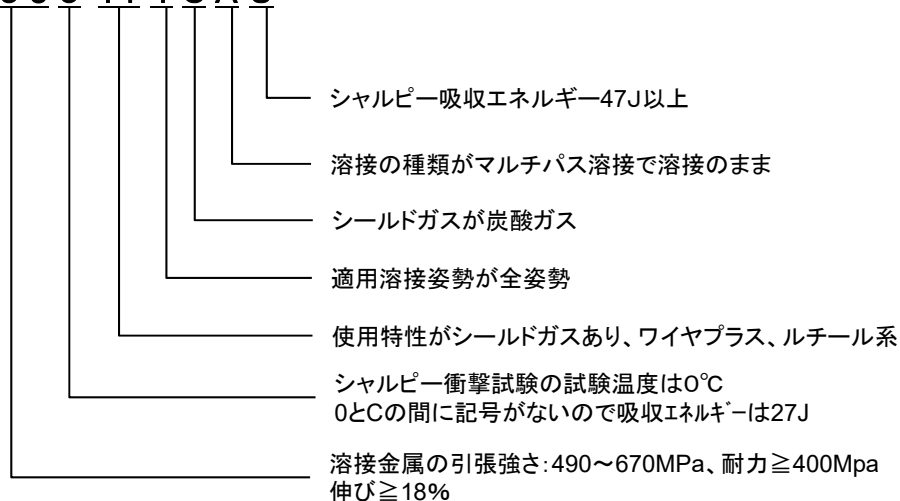 シャルピー吸収エネルギー47J以上
溶接の種類がマルチパス溶接で溶接のまま
シールドガスが炭酸ガス
適用溶接姿勢が全姿勢
使用特性がシールドガスあり、ワイヤプラス、ルチール系
シャルピー衝撃試験の試験温度は0℃
0とCの間に記号がないので吸収ｴﾈﾙｷﾞｰは27J
溶接金属の引張強さ:490～670MPa、耐力≧400Mpa
伸び≧18%